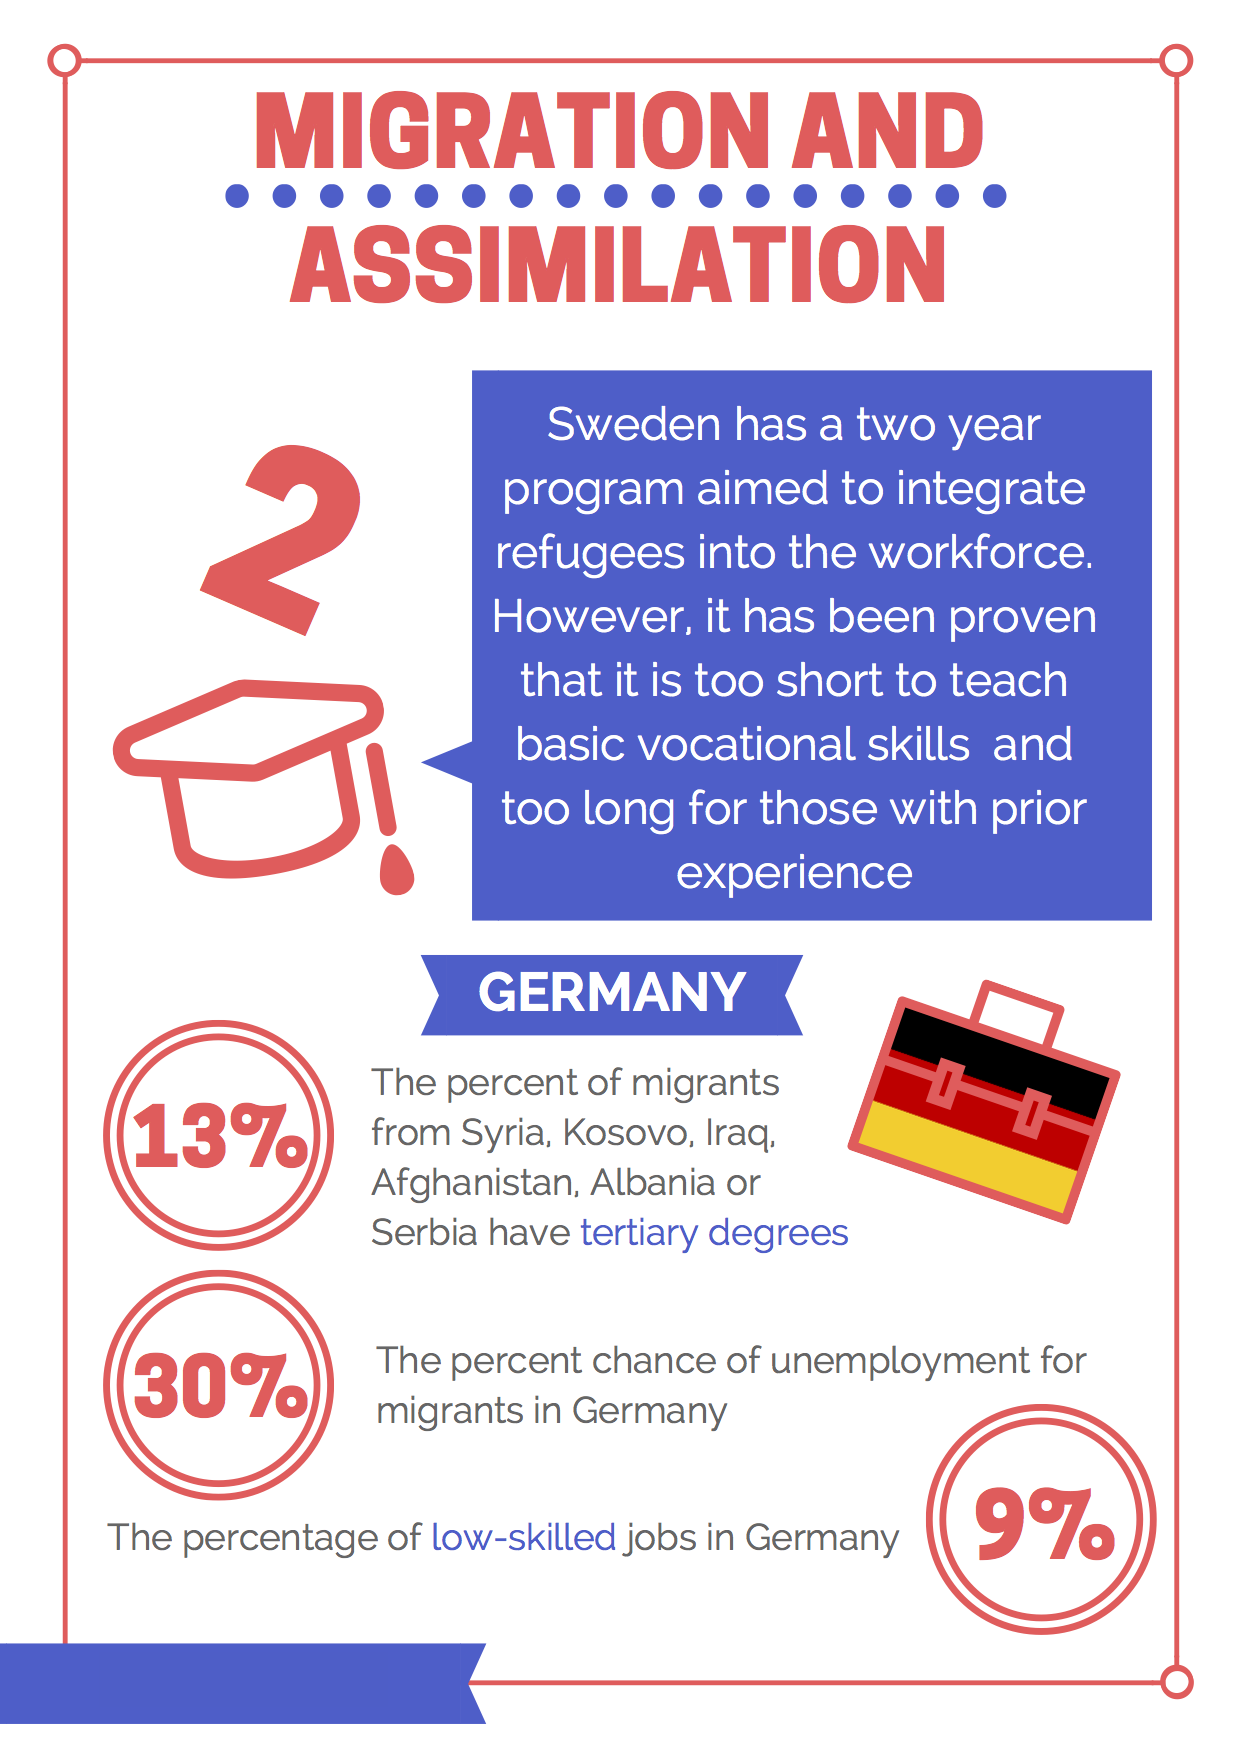 MIGRATION AND
ASSIMILATION
2
Sweden has a two year
program aimed to integrate
refugees into the workforce.
However, it has been proven
that it is too short to teach
basic vocational skills and
too long for those with prior
experience
GERMANY
13%
The percent of migrants
from Syria, Kosovo, Iraq,
Afghanistan, Albania or
Serbia have tertiary degrees
30%
The percent chance of unemployment for
migrants in Germany
The percentage of low-skilled jobs in Germany
9%